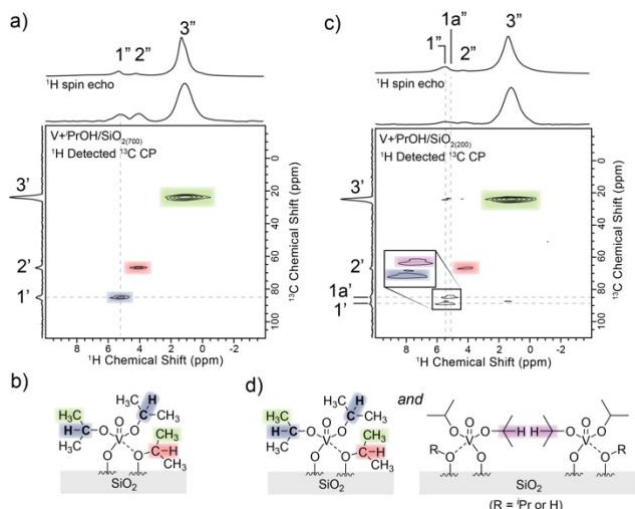 a)
1" 2" 3"
¹H spin echo
V+ⁱPrOH/SiO₂₍₇₀₀₎
¹H Detected ¹³C CP
3'
2'
1'
0
20
40
60
80
100
¹³C Chemical Shift (ppm)
8 6 4 2 0 -2
¹H Chemical Shift (ppm)
c)
1a"
1" 2" 3"
¹H spin echo
V+ⁱPrOH/SiO₂₍₂₀₀₎
¹H Detected ¹³C CP
3'
2'
1a'
1'
0
20
40
60
80
100
¹³C Chemical Shift (ppm)
8 6 4 2 0 -2
¹H Chemical Shift (ppm)
b)
H₃C H CH₃
H-C-O O CH₃
H₃C V O CH₃
O O C-H
CH₃
SiO₂
d)
H₃C H CH₃
H-C-O O CH₃
H₃C V O CH₃
O O C-H
CH₃
SiO₂
and
O O O
V O H H O V
R O O O O R
SiO₂
(R = ⁱPr or H)